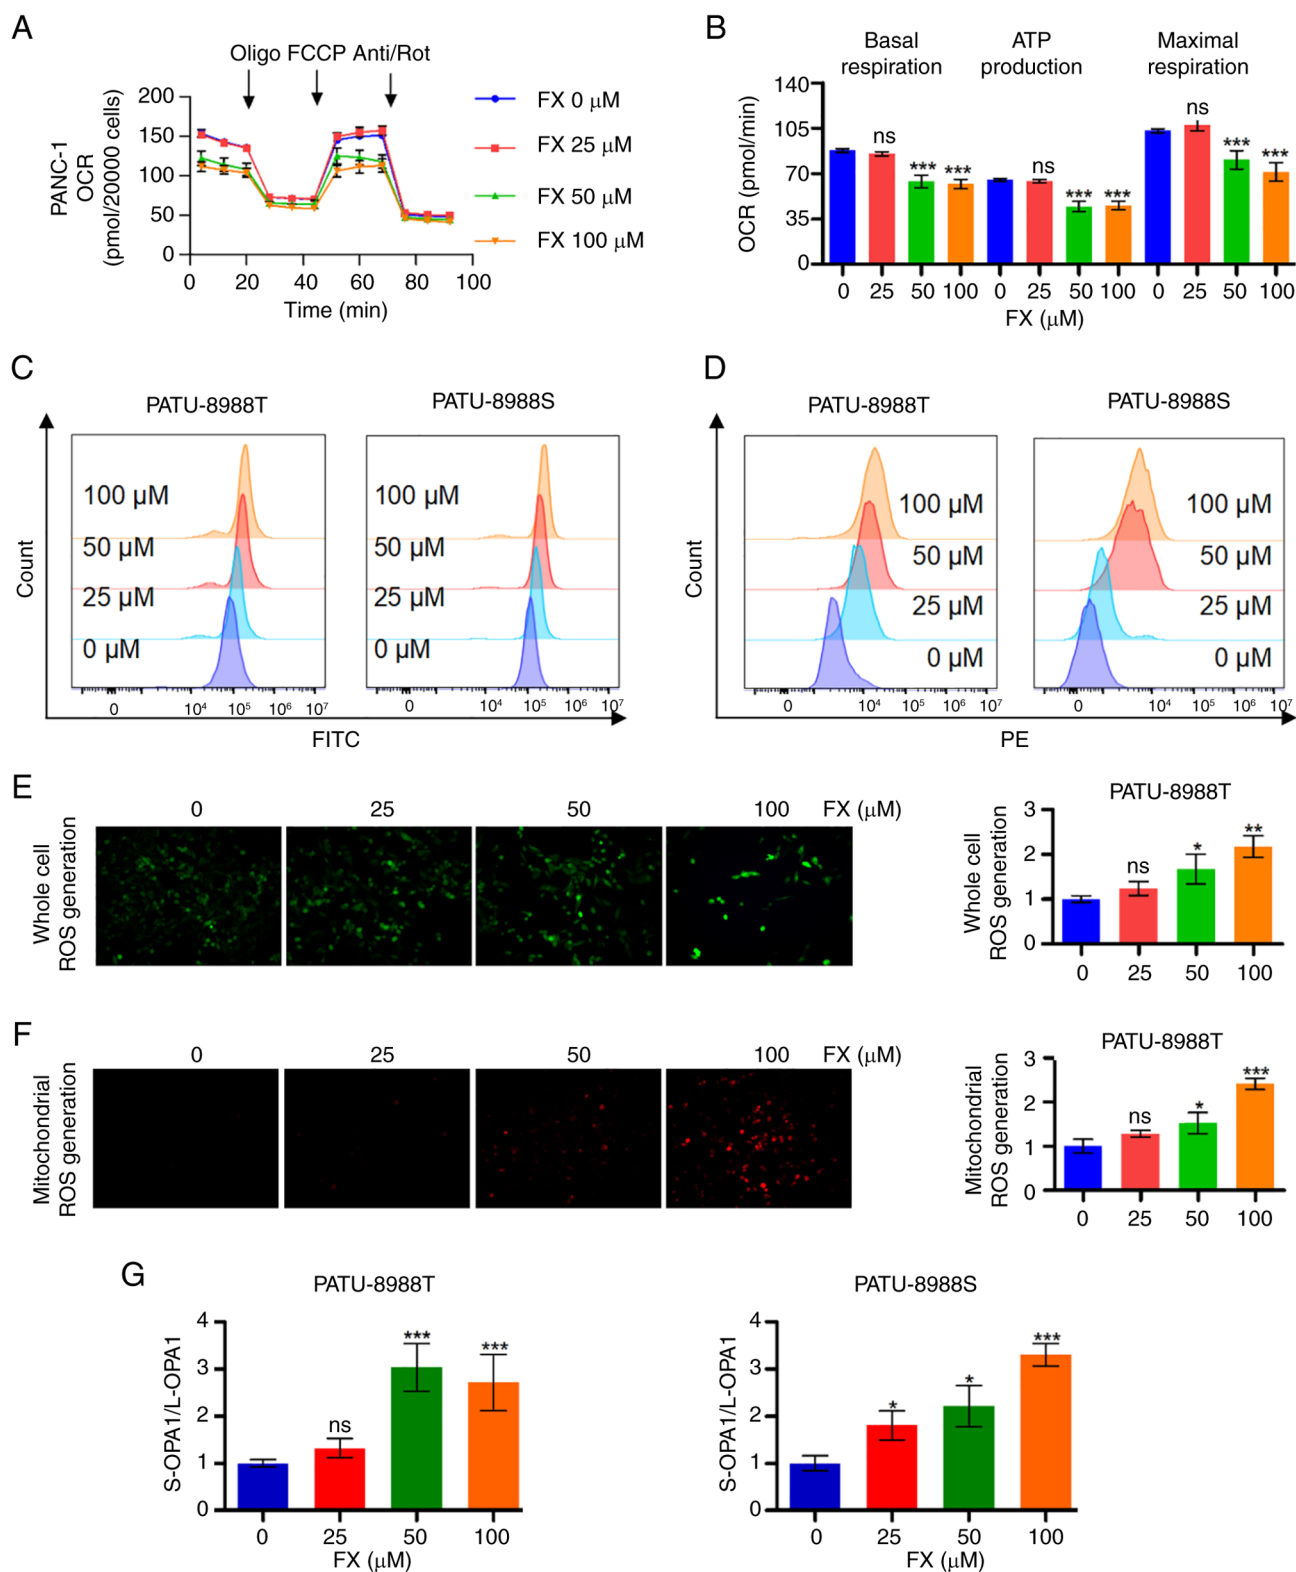 A
Oligo FCCP Anti/Rot
PANC-1
OCR
(pmol/20000 cells)
200
150
100
50
0
0 20 40 60 80 100
Time (min)
FX 0 μM
FX 25 μM
FX 50 μM
FX 100 μM
B
Basal
respiration
ATP
production
Maximal
respiration
OCR (pmol/min)
140
105
70
35
0
ns *** ***
ns *** ***
ns *** ***
0 25 50 100 0 25 50 100 0 25 50 100
FX (μM)
C
PATU-8988T
PATU-8988S
Count
100 μM
50 μM
25 μM
0 μM
100 μM
50 μM
25 μM
0 μM
0 10⁴ 10⁵ 10⁶ 10⁷
0 10⁴ 10⁵ 10⁶ 10⁷
FITC
D
PATU-8988T
PATU-8988S
Count
100 μM
50 μM
25 μM
0 μM
100 μM
50 μM
25 μM
0 μM
0 10⁴ 10⁵ 10⁶ 10⁷
0 10⁴ 10⁵ 10⁶ 10⁷
PE
E
0 25 50 100 FX (μM)
Whole cell
ROS generation
PATU-8988T
Whole cell
ROS generation
3
2
1
0
ns * **
0 25 50 100
F
0 25 50 100 FX (μM)
Mitochondrial
ROS generation
PATU-8988T
Mitochondrial
ROS generation
3
2
1
0
ns * ***
0 25 50 100
G
PATU-8988T
S-OPA1/L-OPA1
4
3
2
1
0
ns *** ***
0 25 50 100
FX (μM)
PATU-8988S
S-OPA1/L-OPA1
4
3
2
1
0
* * ***
0 25 50 100
FX (μM)